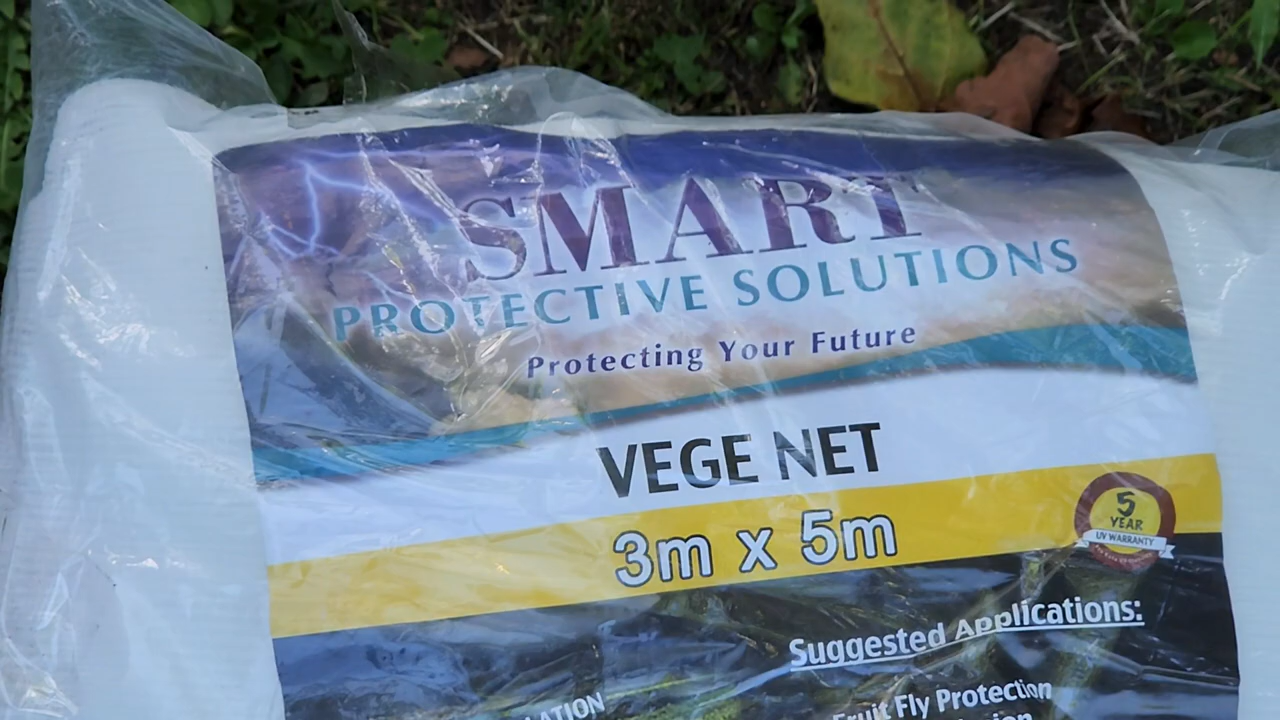 SMART
PROTECTIVE SOLUTIONS
Protecting Your Future
VEGE NET
3m x 5m
5
YEAR
UV WARRANTY
Suggested Applications:
Fruit Fly Protection